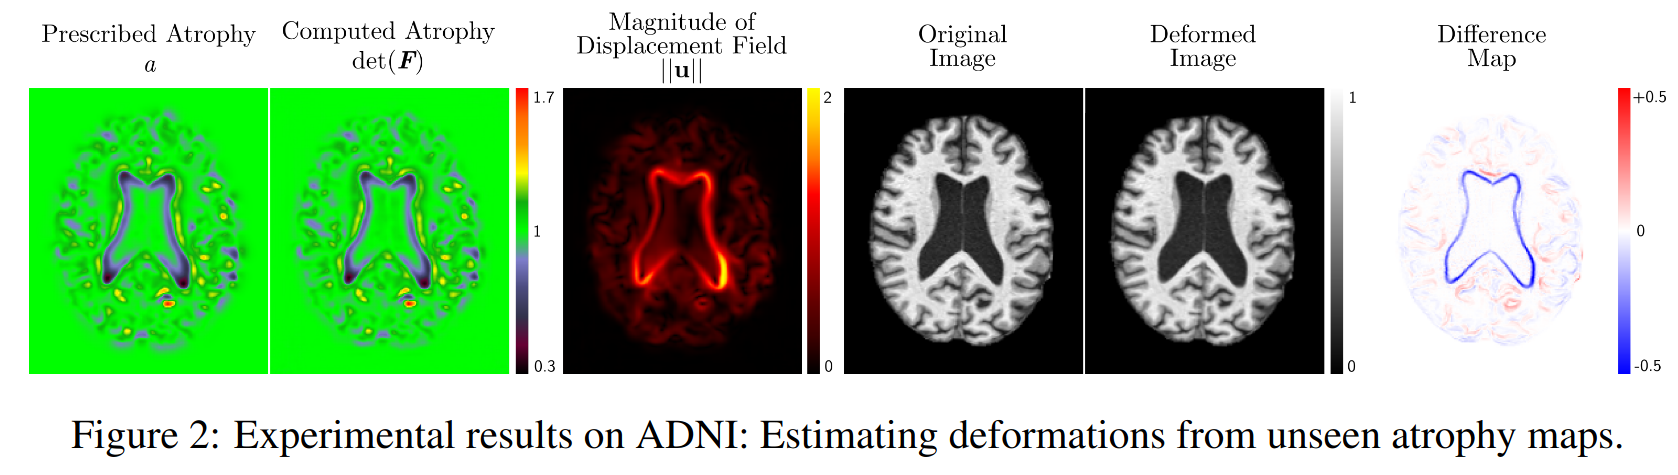 Prescribed Atrophy
a
Computed Atrophy
det(F)
Magnitude of
Displacement Field
||u||
Original
Image
Deformed
Image
Difference
Map
1.7
1
0.3
2
0
1
0
+0.5
0
-0.5
Figure 2: Experimental results on ADNI: Estimating deformations from unseen atrophy maps.